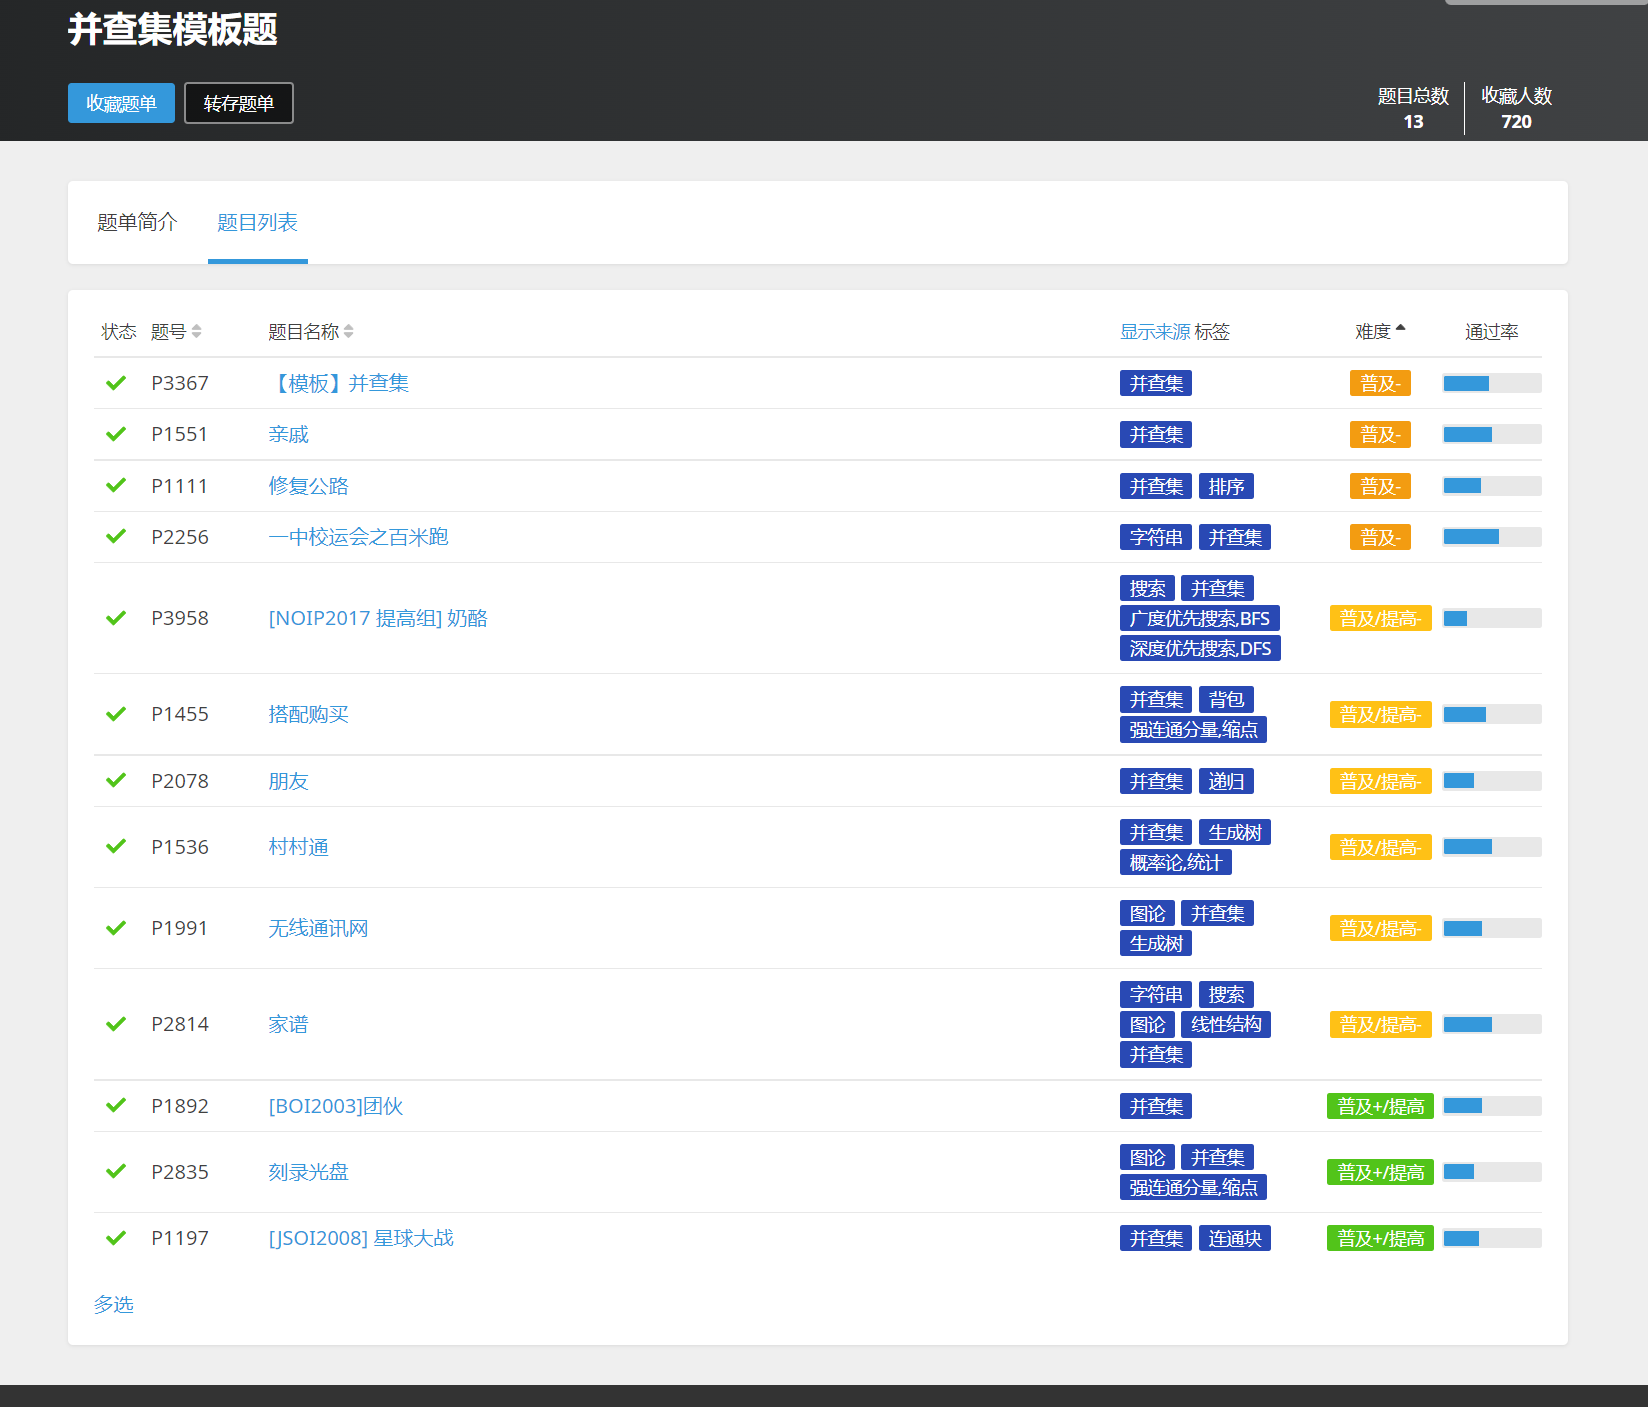 并查集模板题
收藏题单 转存题单
题目总数 收藏人数
13 720
题单简介 题目列表
状态 题号 题目名称 显示来源 标签 难度 通过率
P3367 【模板】并查集 并查集 普及-
P1551 亲戚 并查集 普及-
P1111 修复公路 并查集 排序 普及-
P2256 一中校运会之百米跑 字符串 并查集 普及-
P3958 [NOIP2017 提高组] 奶酪 搜索 并查集 普及/提高-
广度优先搜索,BFS
深度优先搜索,DFS
P1455 搭配购买 并查集 背包 普及/提高-
强连通分量,缩点
P2078 朋友 并查集 递归 普及/提高-
P1536 村村通 并查集 生成树 普及/提高-
概率论,统计
P1991 无线通讯网 图论 并查集 普及/提高-
生成树
P2814 家谱 字符串 搜索 普及/提高-
图论 线性结构
并查集
P1892 [BOI2003]团伙 并查集 普及+/提高
P2835 刻录光盘 图论 并查集 普及+/提高
强连通分量,缩点
P1197 [JSOI2008] 星球大战 并查集 连通块 普及+/提高
多选